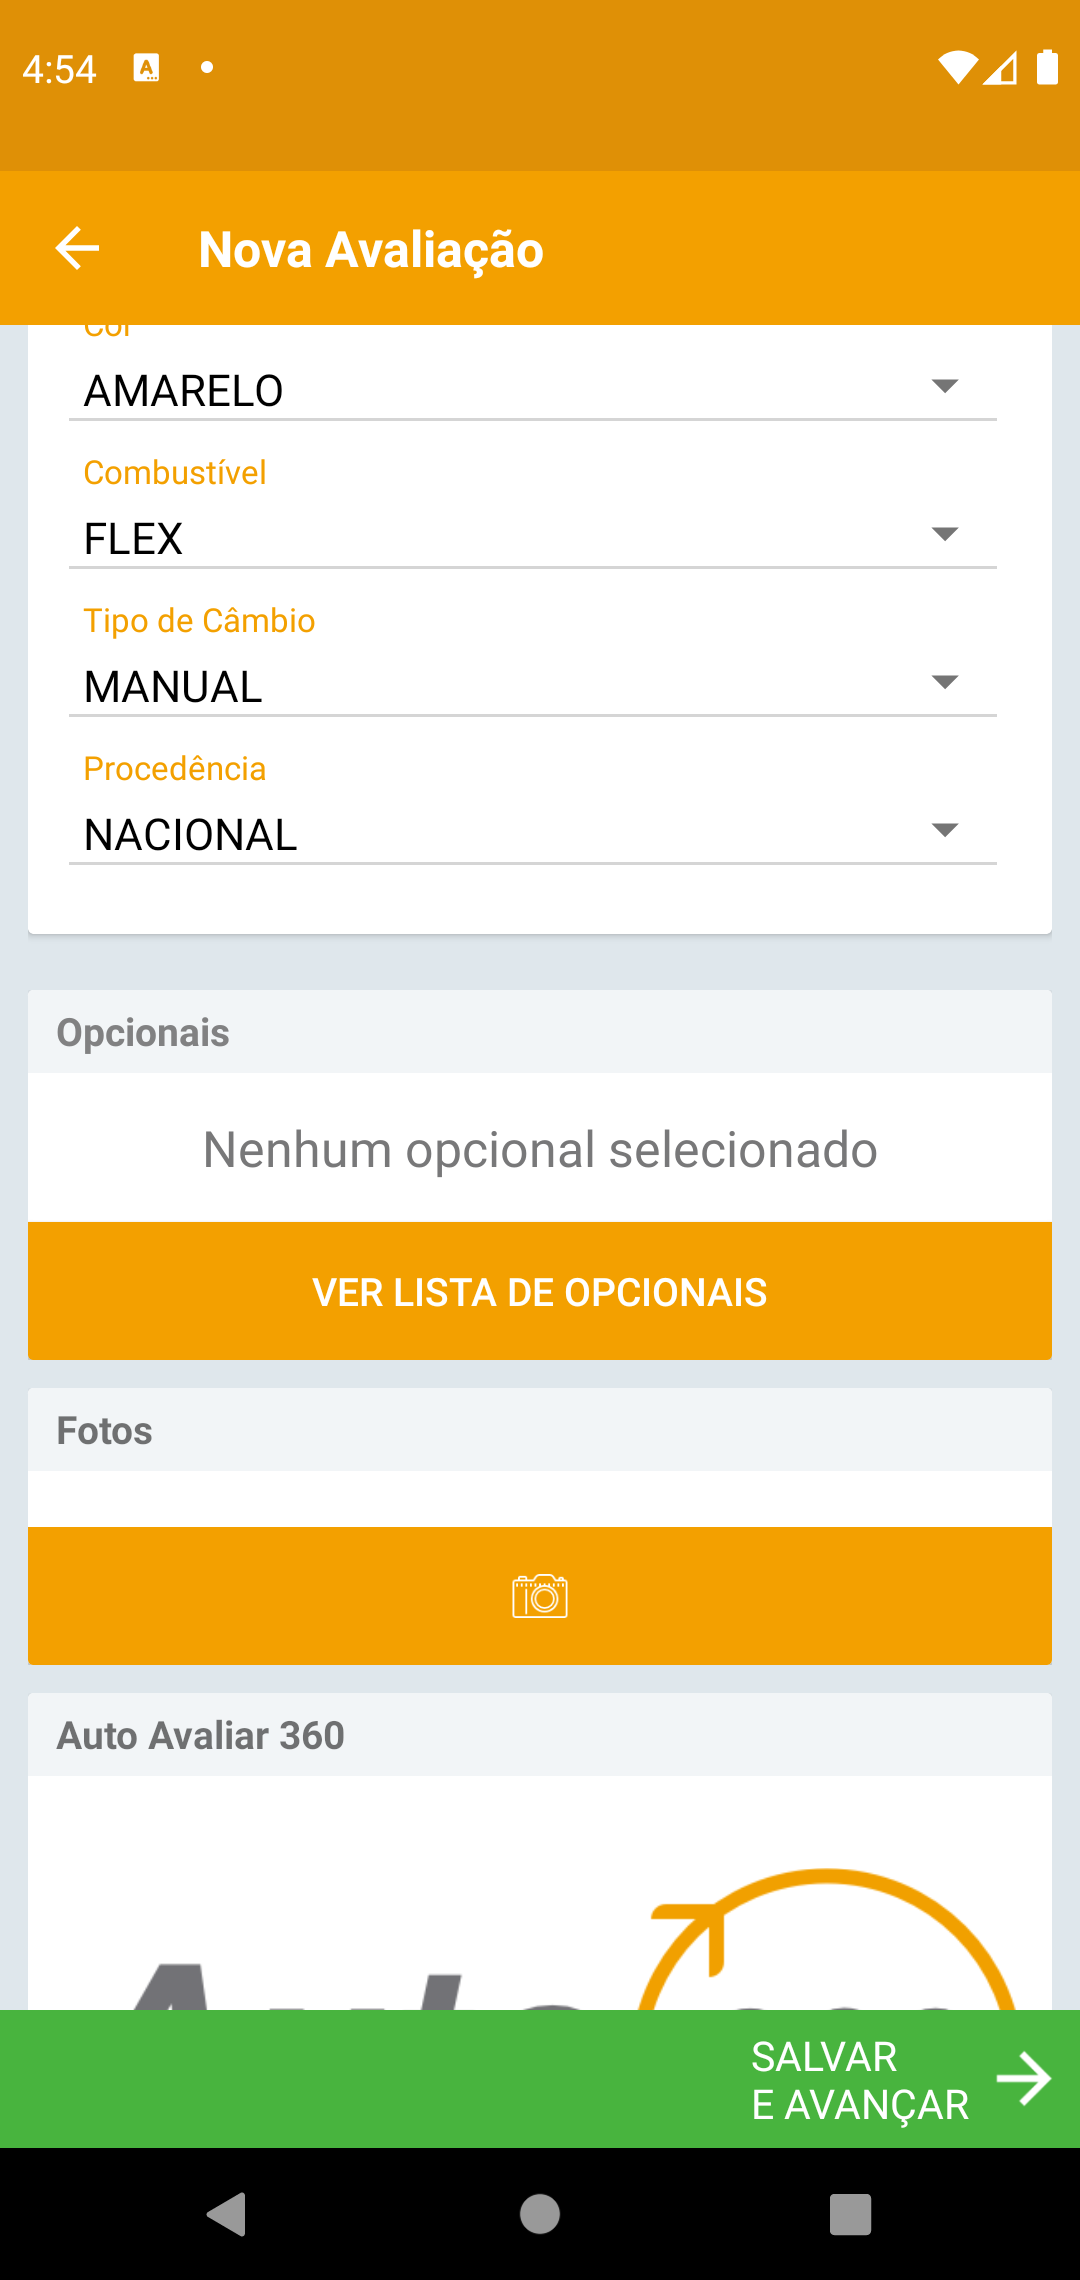 4:54
Nova Avaliação
Cor
AMARELO
Combustível
FLEX
Tipo de Câmbio
MANUAL
Procedência
NACIONAL
Opcionais
Nenhum opcional selecionado
VER LISTA DE OPCIONAIS
Fotos
Auto Avaliar 360
SALVAR
E AVANÇAR